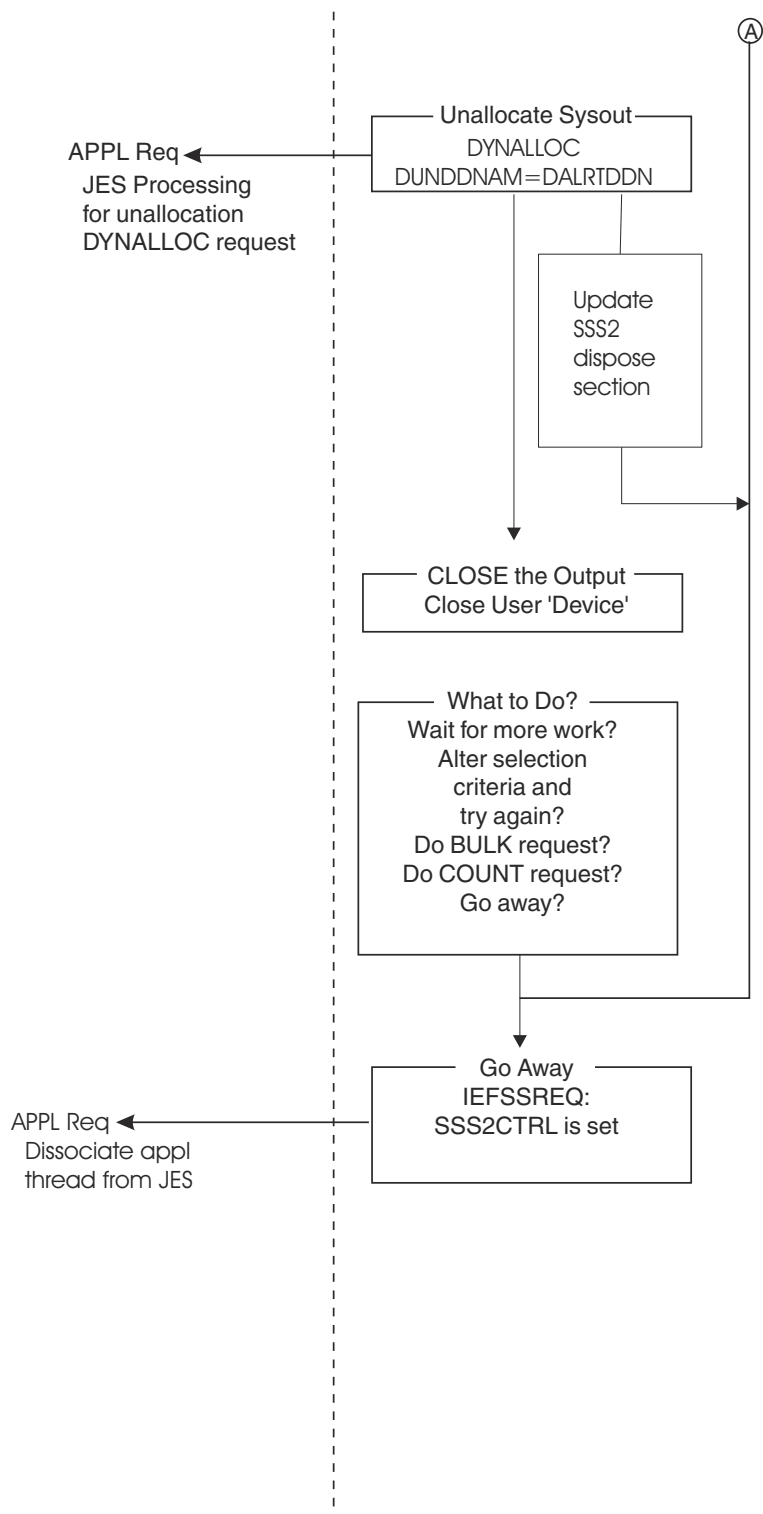 A
Unallocate Sysout
DYNALLOC
DUNDDNAM=DALRTDDN
APPL Req
JES Processing
for unallocation
DYNALLOC request
Update
SSS2
dispose
section
CLOSE the Output
Close User 'Device'
What to Do?
Wait for more work?
Alter selection
criteria and
try again?
Do BULK request?
Do COUNT request?
Go away?
Go Away
IEFSSREQ:
SSS2CTRL is set
APPL Req
Dissociate appl
thread from JES